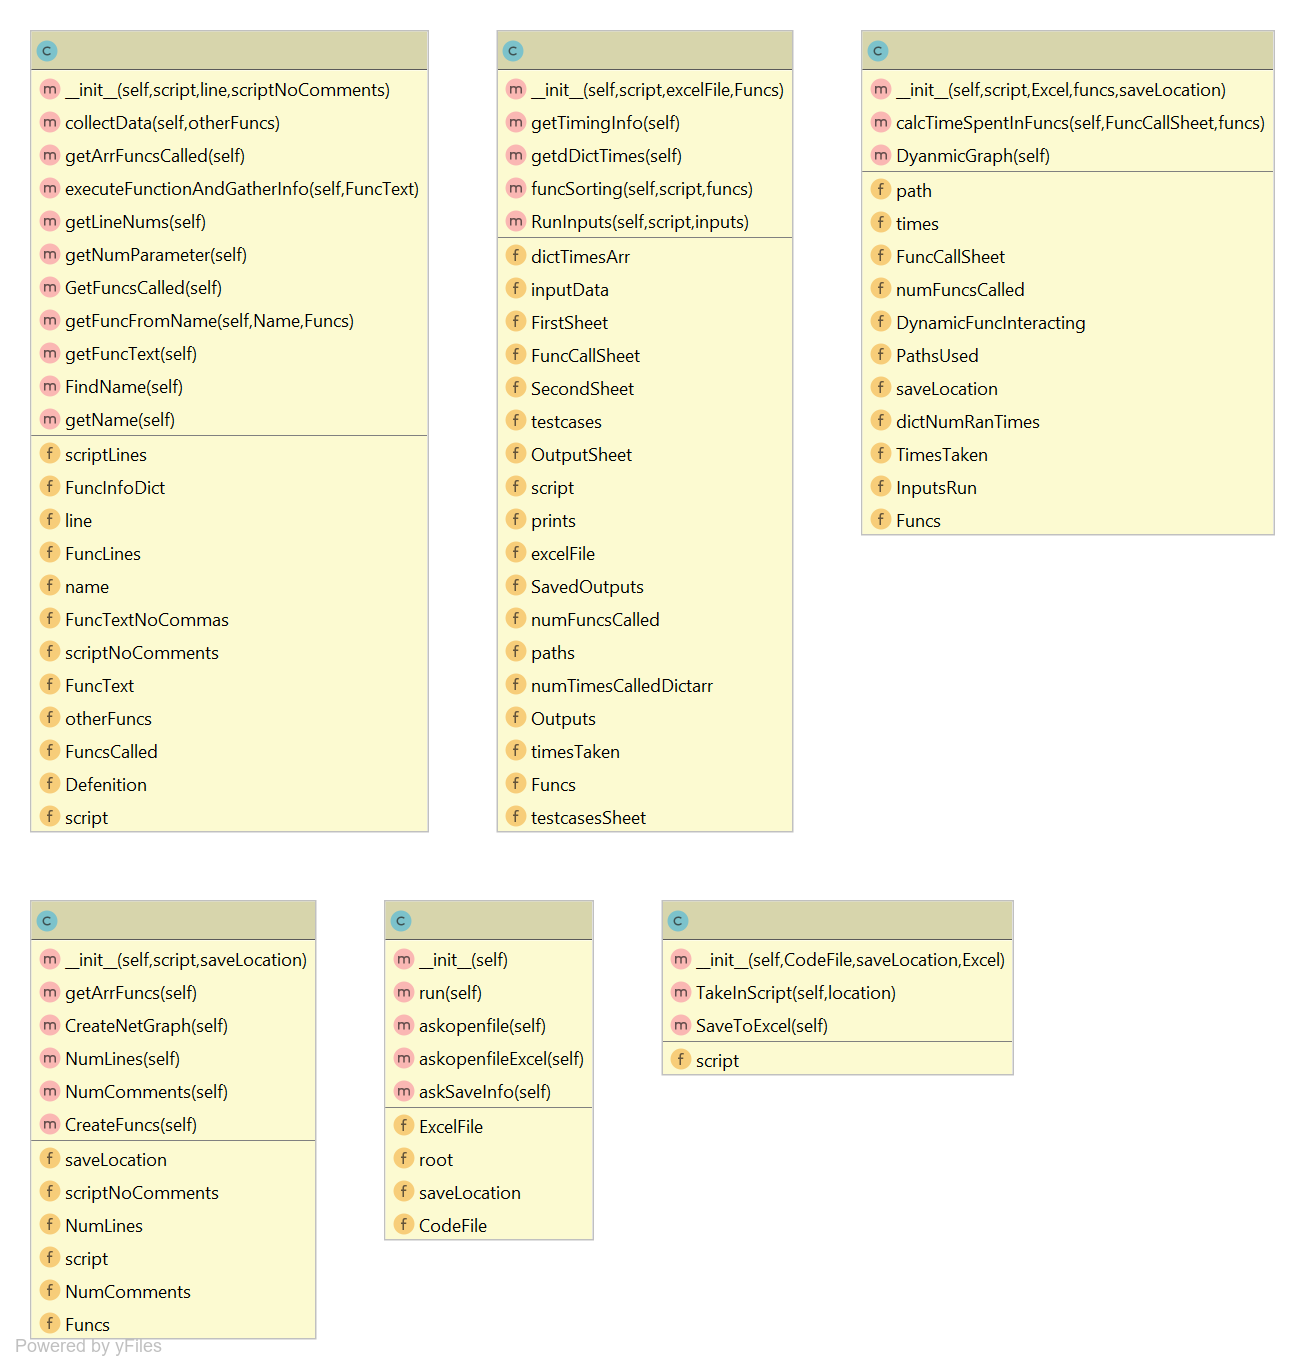 C
m __init__(self,script,line,scriptNoComments)
m collectData(self,otherFuncs)
m getArrFuncsCalled(self)
m executeFunctionAndGatherInfo(self,FuncText)
m getLineNums(self)
m getNumParameter(self)
m GetFuncsCalled(self)
m getFuncFromName(self,Name,Funcs)
m getFuncText(self)
m FindName(self)
m getName(self)
f scriptLines
f FuncInfoDict
f line
f FuncLines
f name
f FuncTextNoCommas
f scriptNoComments
f FuncText
f otherFuncs
f FuncsCalled
f Defenition
f script
C
m __init__(self,script,excelFile,Funcs)
m getTimingInfo(self)
m getdDictTimes(self)
m funcSorting(self,script,funcs)
m RunInputs(self,script,inputs)
f dictTimesArr
f inputData
f FirstSheet
f FuncCallSheet
f SecondSheet
f testcases
f OutputSheet
f script
f prints
f excelFile
f SavedOutputs
f numFuncsCalled
f paths
f numTimesCalledDictarr
f Outputs
f timesTaken
f Funcs
f testcasesSheet
C
m __init__(self,script,Excel,funcs,saveLocation)
m calcTimeSpentInFuncs(self,FuncCallSheet,funcs)
m DyanmicGraph(self)
f path
f times
f FuncCallSheet
f numFuncsCalled
f DynamicFuncInteracting
f PathsUsed
f saveLocation
f dictNumRanTimes
f TimesTaken
f InputsRun
f Funcs
C
m __init__(self,script,saveLocation)
m getArrFuncs(self)
m CreateNetGraph(self)
m NumLines(self)
m NumComments(self)
m CreateFuncs(self)
f saveLocation
f scriptNoComments
f NumLines
f script
f NumComments
f Funcs
C
m __init__(self)
m run(self)
m askopenfile(self)
m askopenfileExcel(self)
m askSaveInfo(self)
f ExcelFile
f root
f saveLocation
f CodeFile
C
m __init__(self,CodeFile,saveLocation,Excel)
m TakeInScript(self,location)
m SaveToExcel(self)
f script
Powered by yFiles